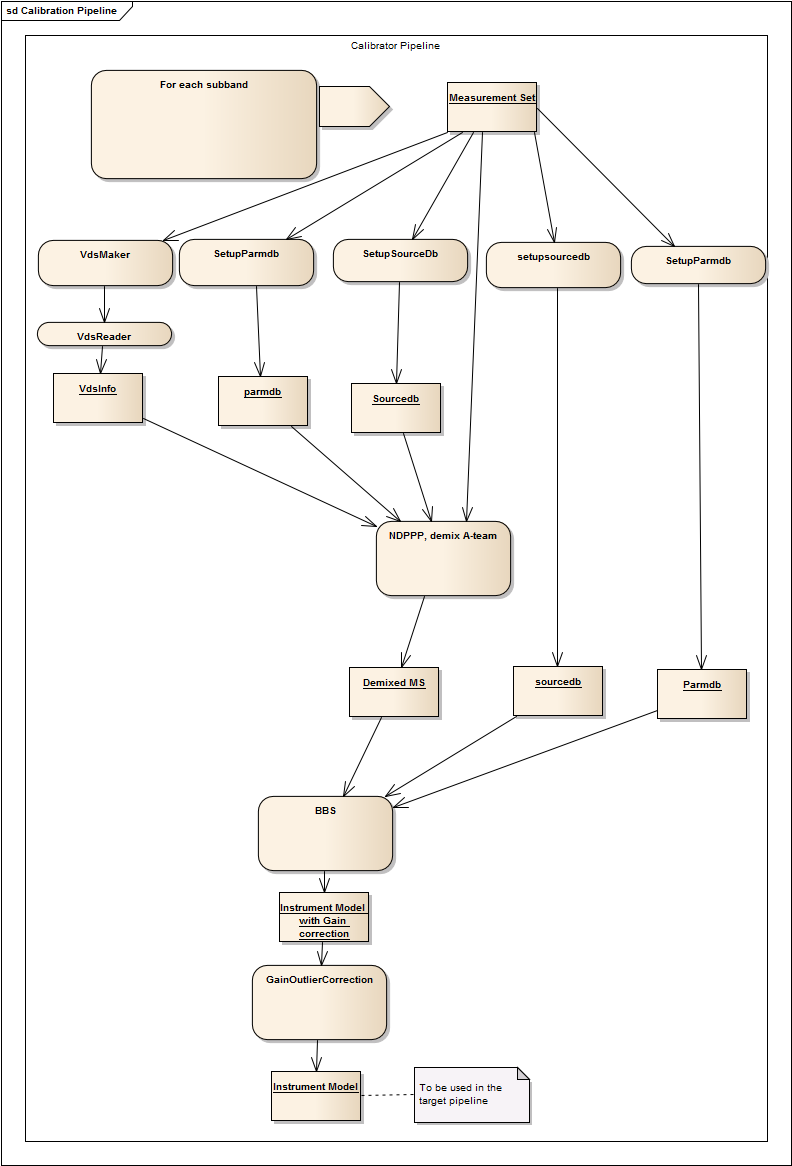 sd Calibration Pipeline
Calibrator Pipeline
For each subband
Measurement Set
VdsMaker
SetupParmdb
SetupSourceDb
setupsourcedb
SetupParmdb
VdsReader
VdsInfo
parmdb
Sourcedb
NDPPP, demix A-team
Demixed MS
sourcedb
Parmdb
BBS
Instrument Model
with Gain
correction
GainOutlierCorrection
Instrument Model
To be used in the
target pipeline